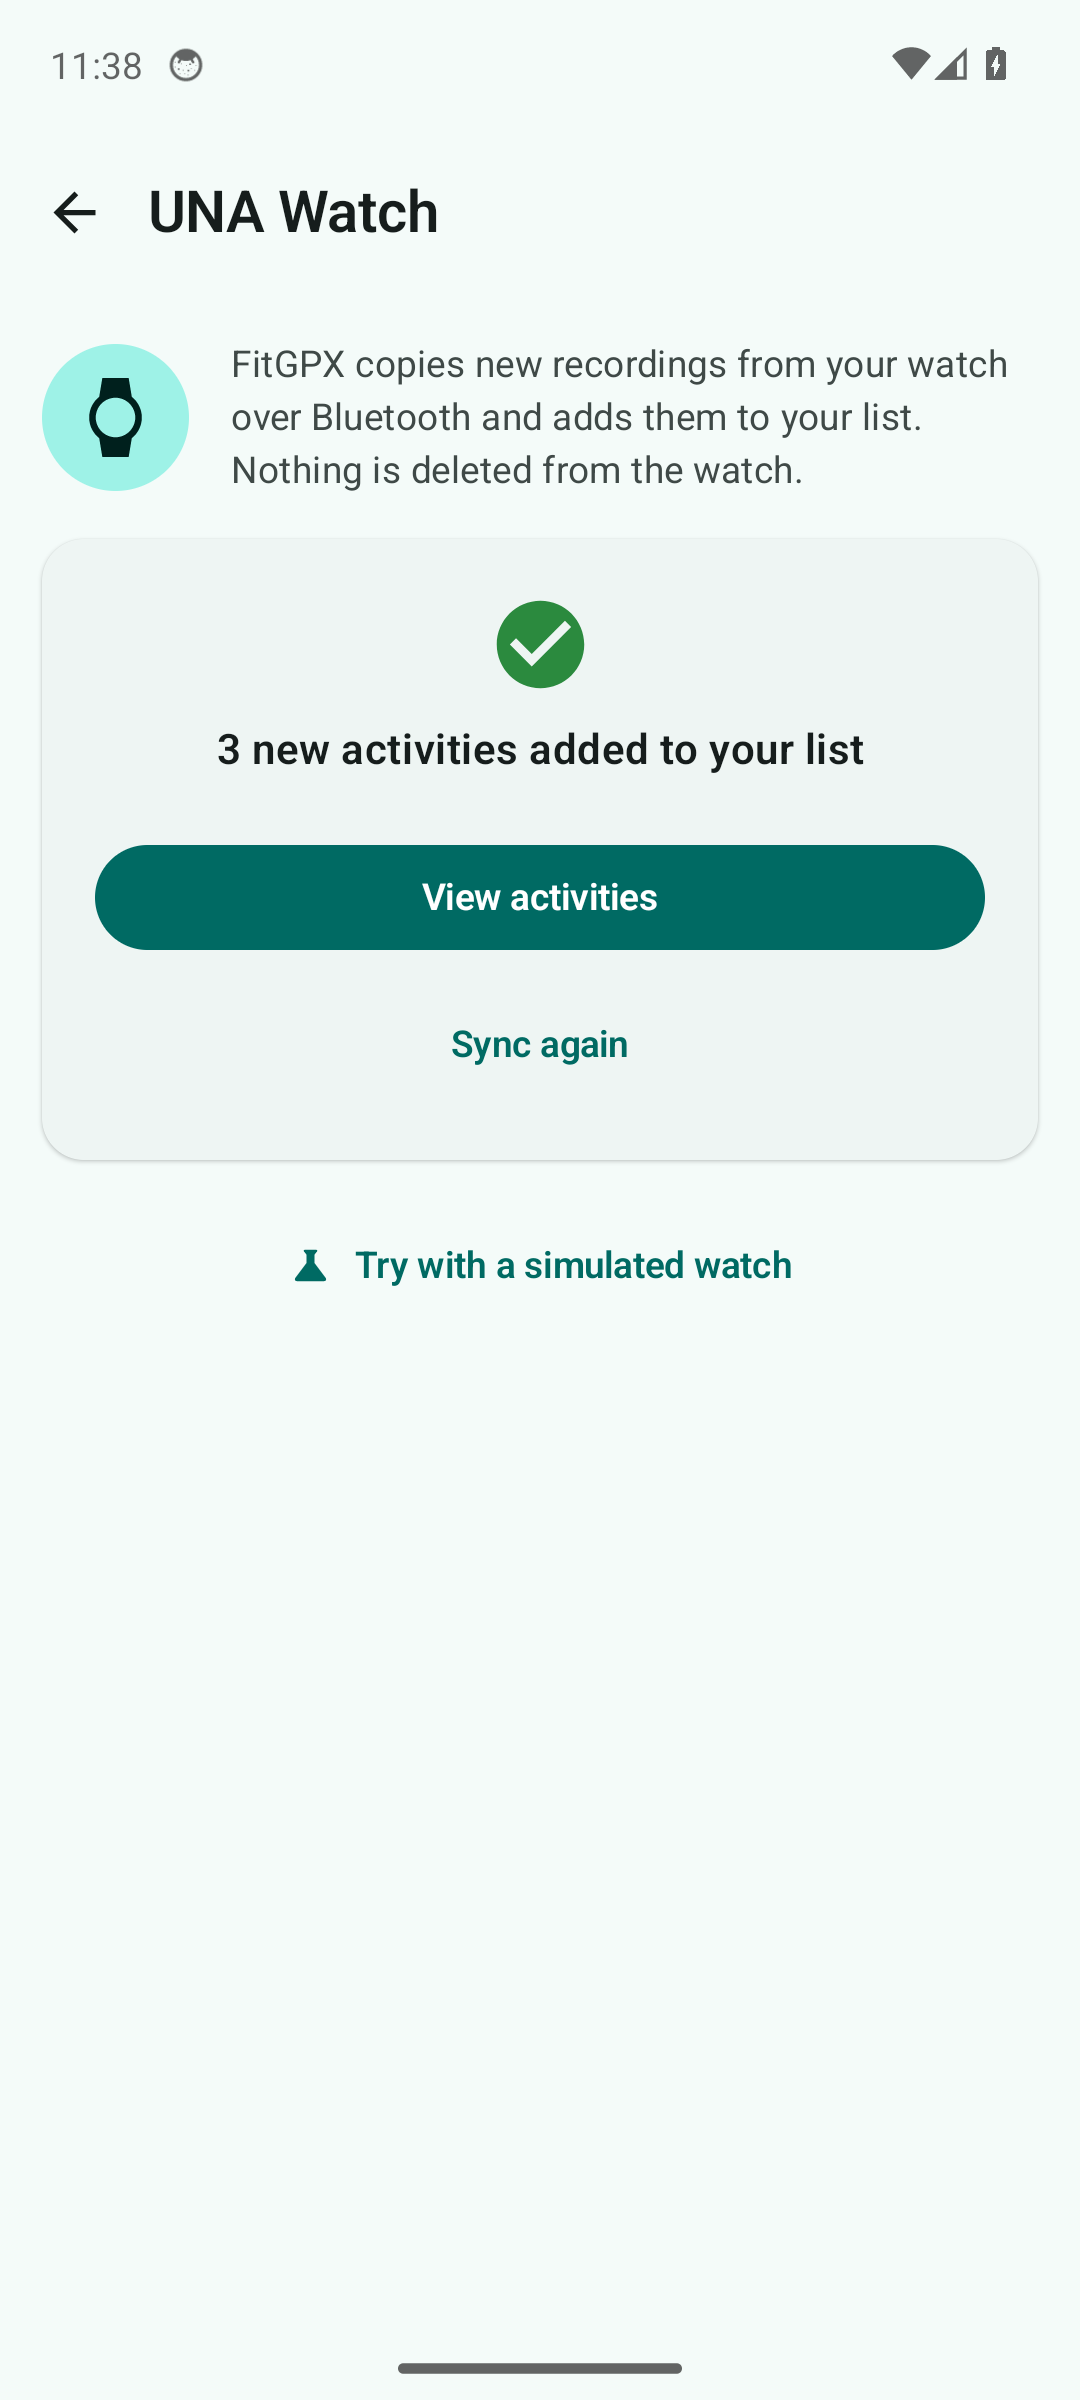 11:38
UNA Watch
FitGPX copies new recordings from your watch
over Bluetooth and adds them to your list.
Nothing is deleted from the watch.
3 new activities added to your list
View activities
Sync again
Try with a simulated watch